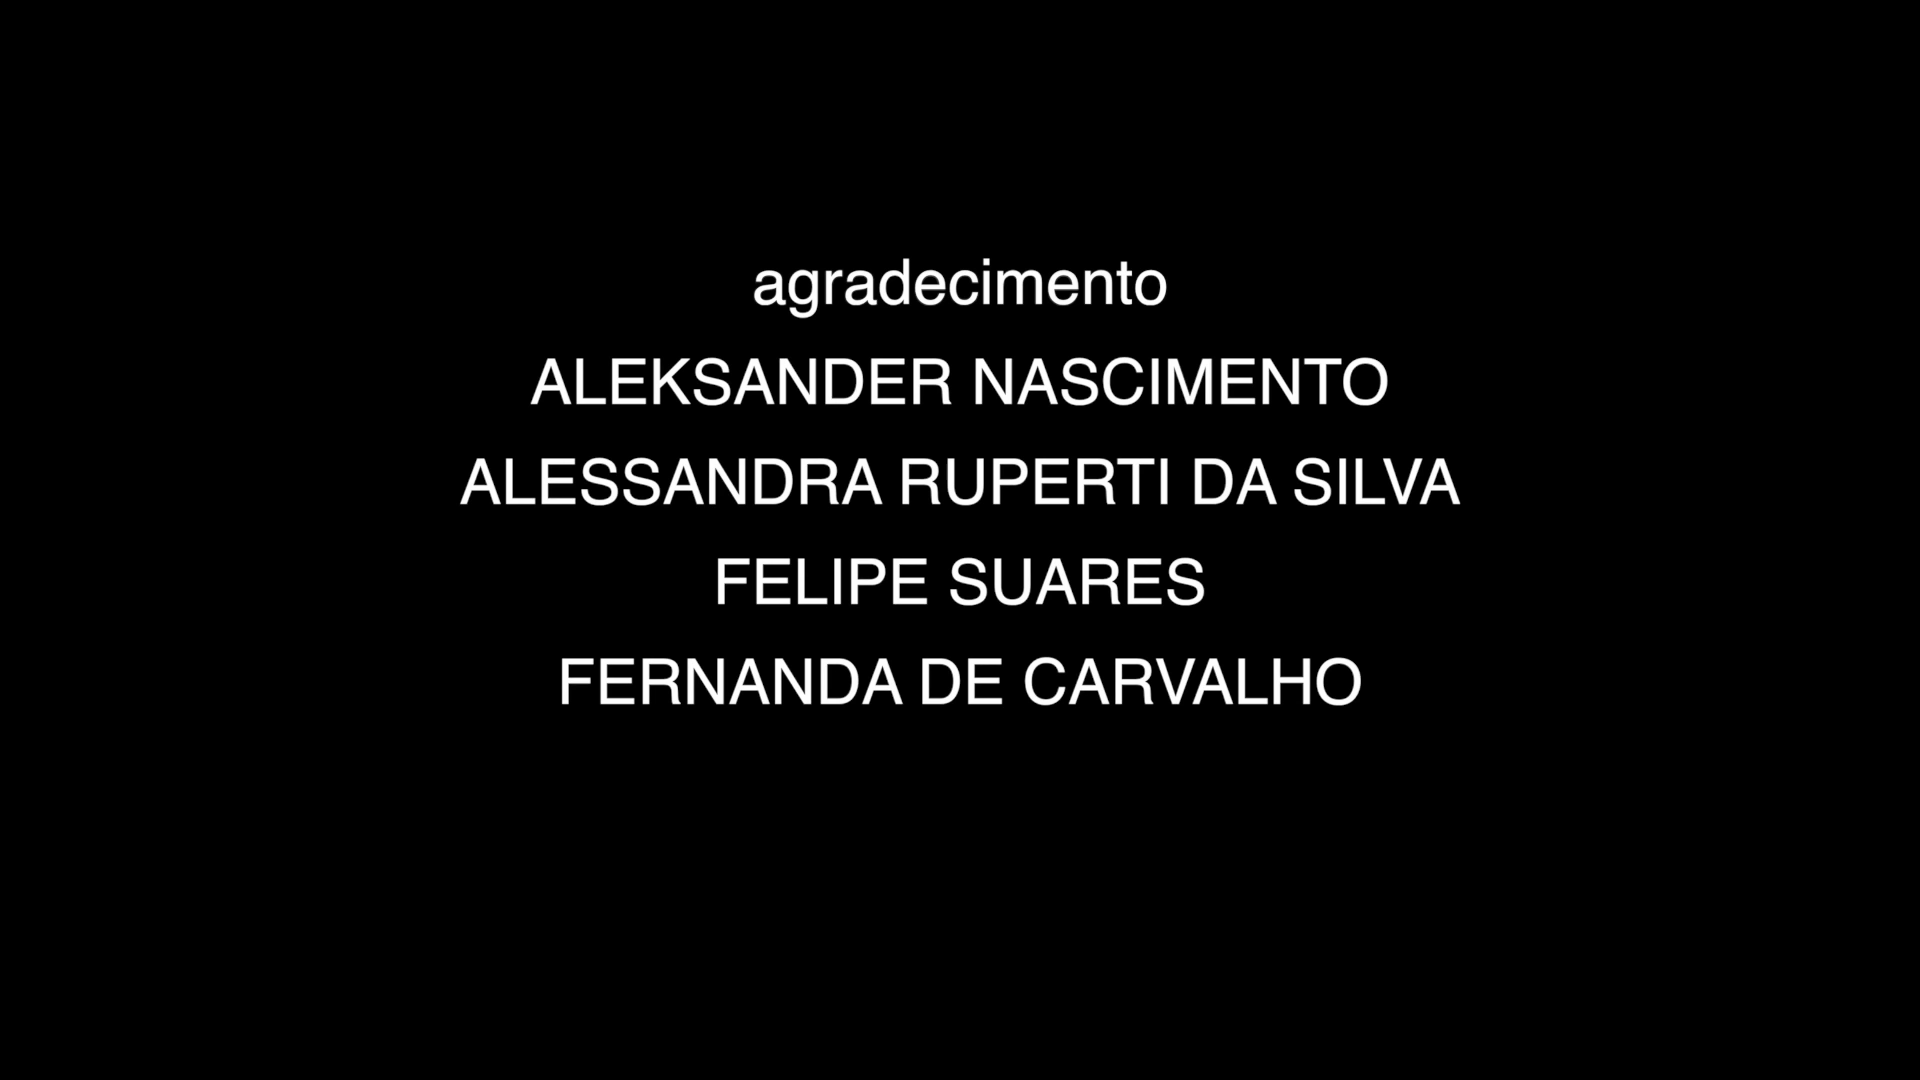 agradecimento
ALEKSANDER NASCIMENTO
ALESSANDRA RUPERTI DA SILVA
FELIPE SUARES
FERNANDA DE CARVALHO